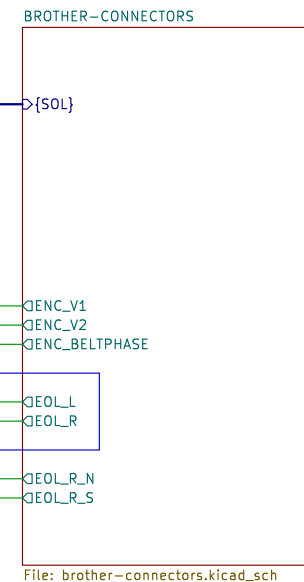 BROTHER-CONNECTORS
{SOL}
ENC_V1
ENC_V2
ENC_BELTPHASE
EOL_L
EOL_R
EOL_R_N
EOL_R_S
File: brother-connectors.kicad_sch